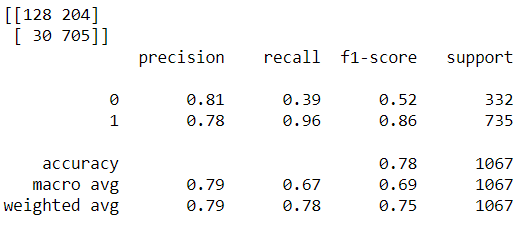 [[128 204]
[ 30 705]]
precision recall f1-score support
0 0.81 0.39 0.52 332
1 0.78 0.96 0.86 735
accuracy 0.78 1067
macro avg 0.79 0.67 0.69 1067
weighted avg 0.79 0.78 0.75 1067